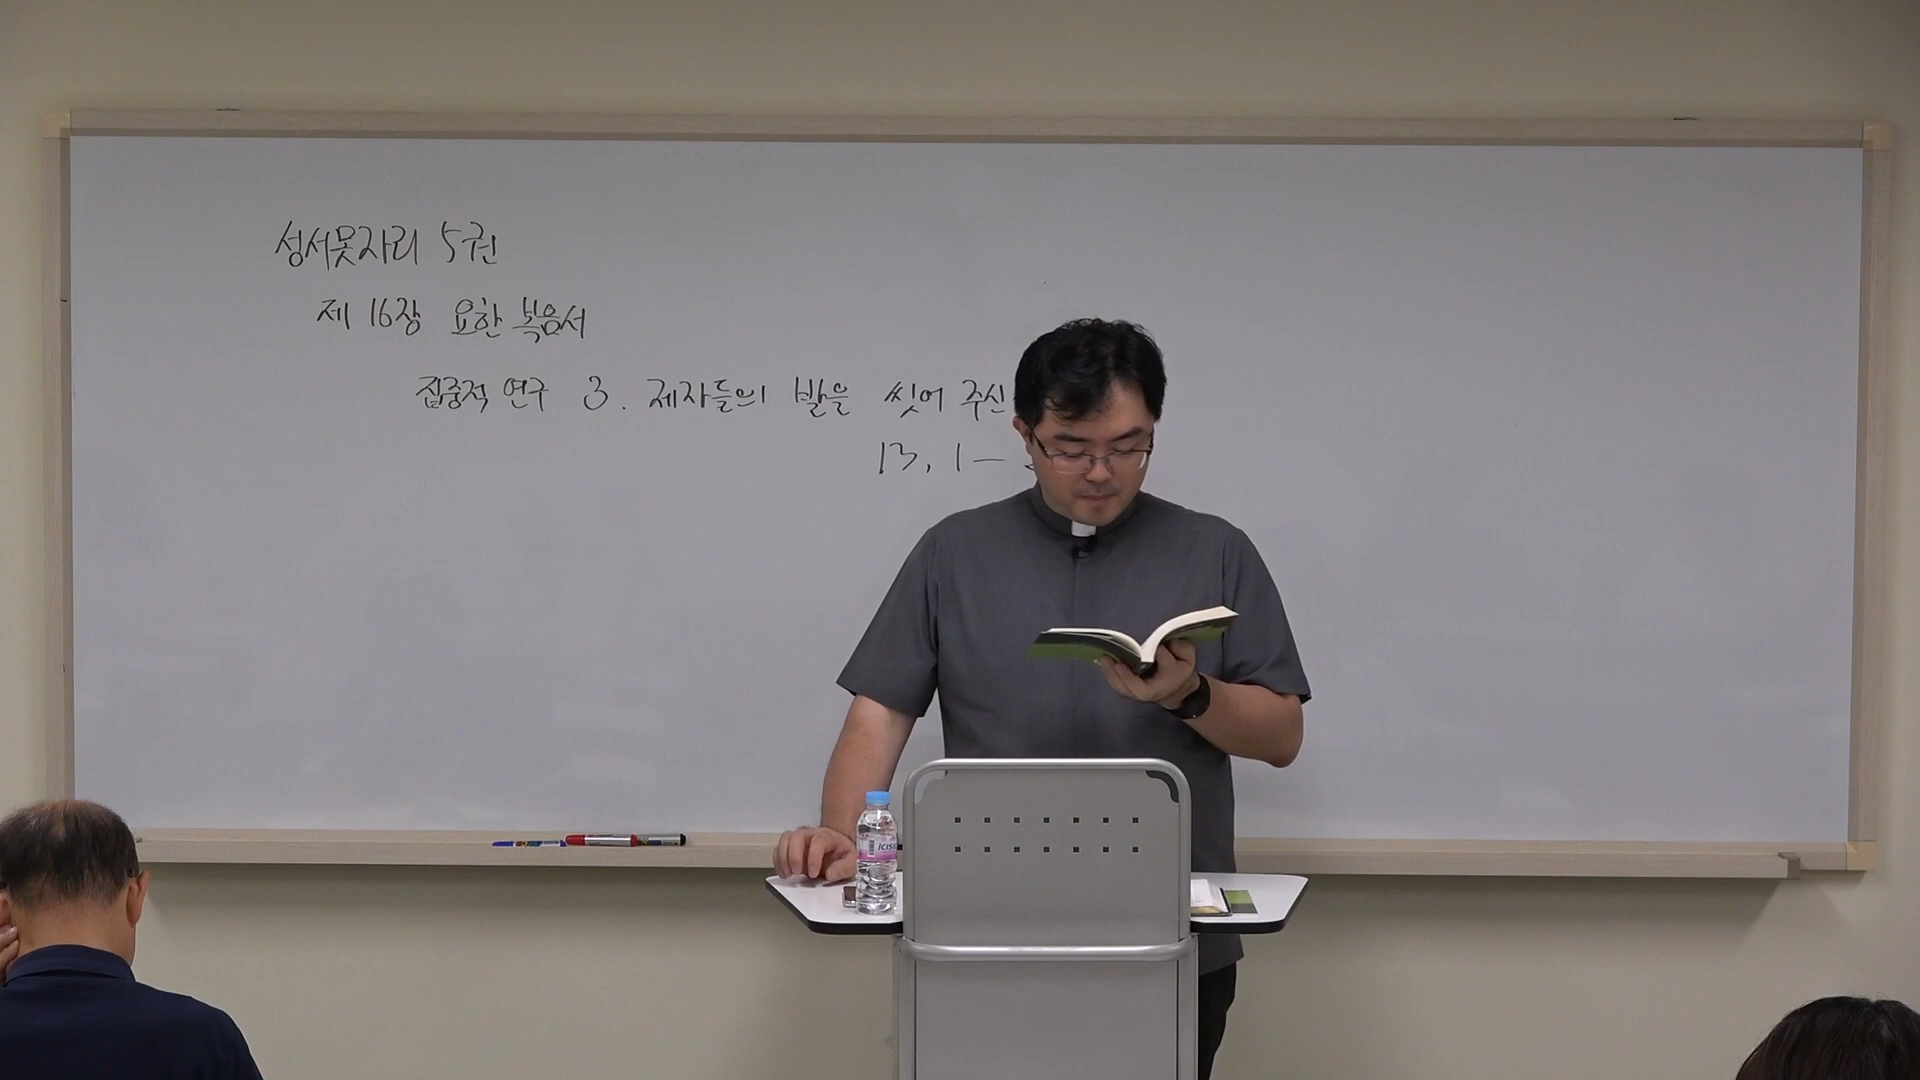 성서못자리 5권
제 16장 요한 복음서
집중적 연구 3. 제자들의 발을 씻어 주신
13, 1 –